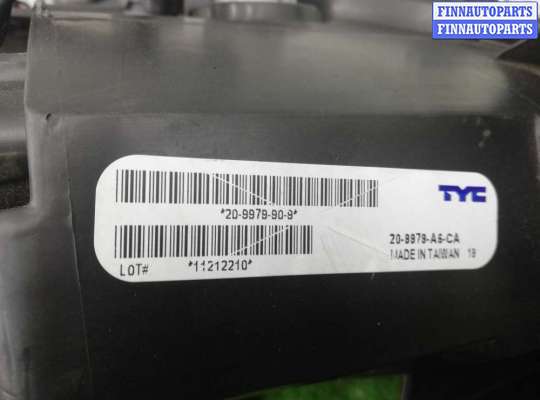 FINNAUTOPARTS
FINNAUTOPARTS
TYC
*20-9979-90-9*
20-9979-A6-CA
MADE IN TAIWAN 19
LOT# *11212210*